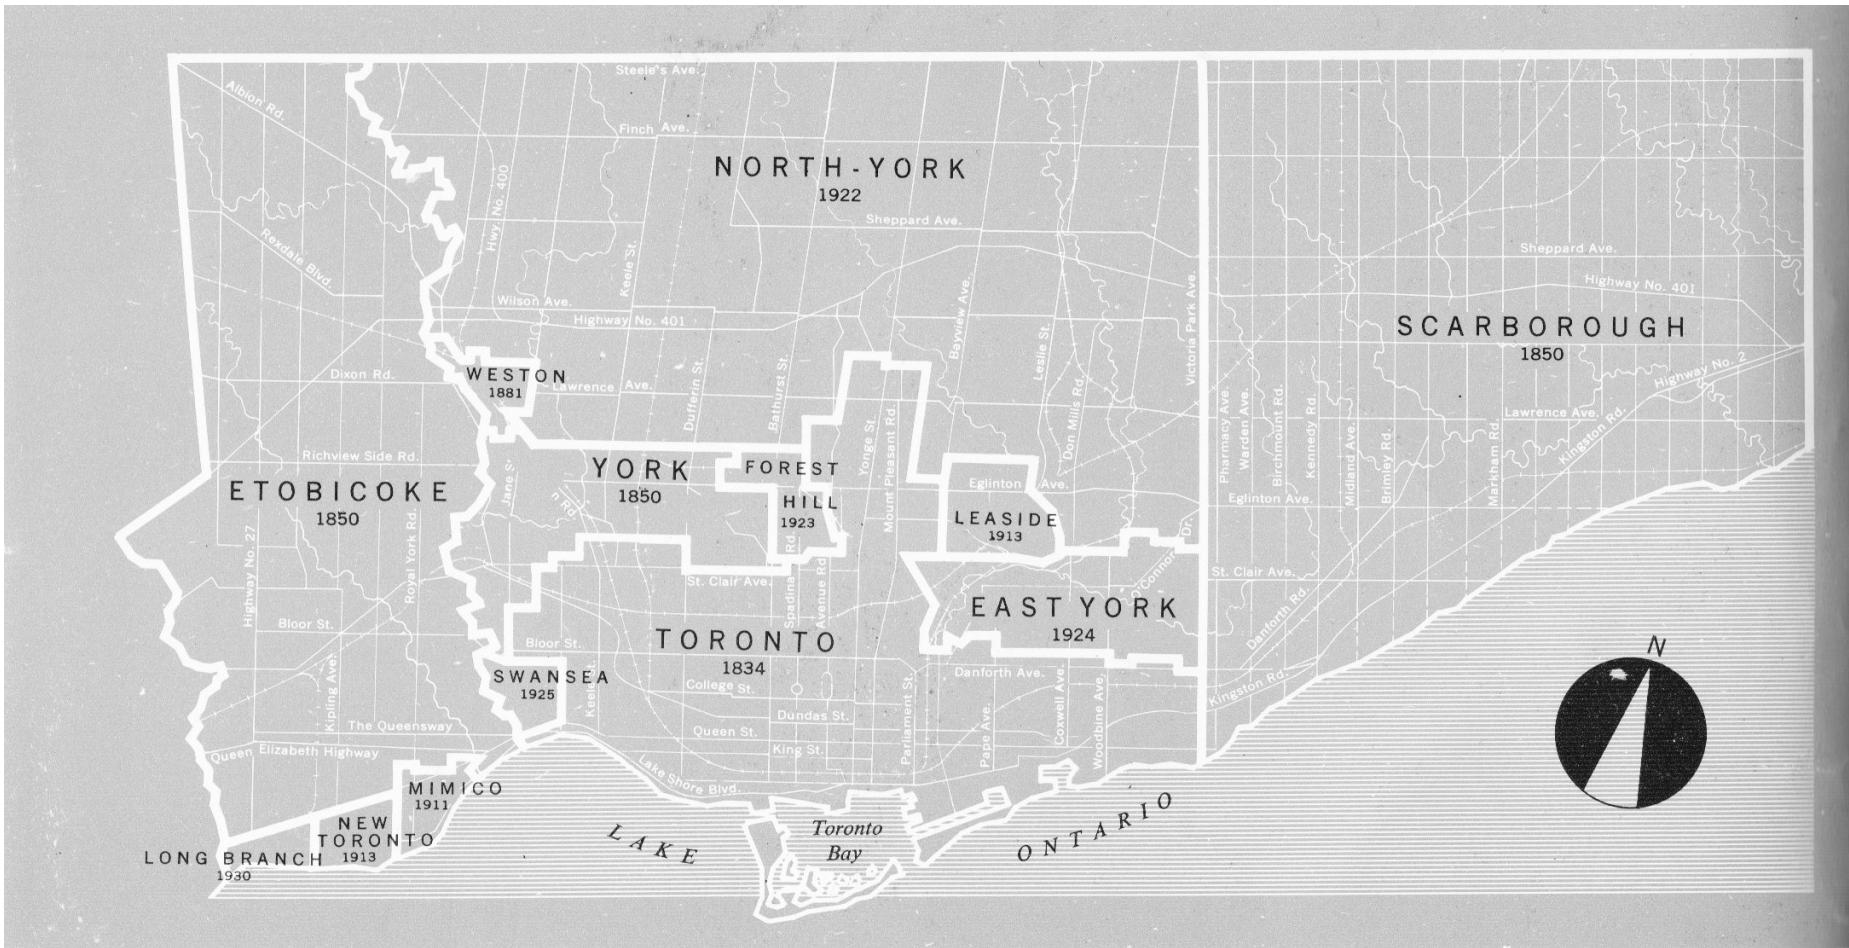 Steele's Ave.
Albion Rd.
Finch Ave.
NORTH-YORK
1922
Hwy No. 400
Sheppard Ave.
Rexdale Blvd.
Keele St.
Sheppard Ave.
Highway No. 401
Wilson Ave.
Highway No. 401
Bayview Ave.
Victoria Park Ave.
SCARBOROUGH
1850
Leslie St.
Highway No. 2
WESTON
1881
Dixon Rd.
Lawrence Ave.
Dufferin St.
Bathurst St.
Don Mills Rd.
Pharmacy Ave.
Warden Ave.
Birchmount Rd.
Kennedy Rd.
Midland Ave.
Brimley Rd.
Markham Rd.
Lawrence Ave.
Kingston Rd.
Yonge St.
Mount Pleasant Rd.
Richview Side Rd.
YORK
1850
FOREST
HILL
1923
Jane St
n Rd.
Eglinton Ave.
Eglinton Ave.
ETOBICOKE
1850
LEASIDE
1913
Highway No. 27
Royal York Rd.
O'Connor Dr.
St. Clair Ave.
Spadina Rd.
Avenue Rd.
St. Clair Ave.
EAST YORK
1924
Danforth Rd.
Bloor St.
Bloor St.
TORONTO
1834
SWANSEA
1925
Keele
College St.
Danforth Ave.
Kingston Rd.
Kipling Ave.
The Queensway
Dundas St.
Parliament St.
Pape Ave.
Coxwell Ave.
Woodbine Ave.
Queen St.
Queen Elizabeth Highway
King St.
Lake Shore Blvd.
MIMICO
1911
NEW
TORONTO
1913
LONG BRANCH
1930
LAKE
Toronto
Bay
ONTARIO
N